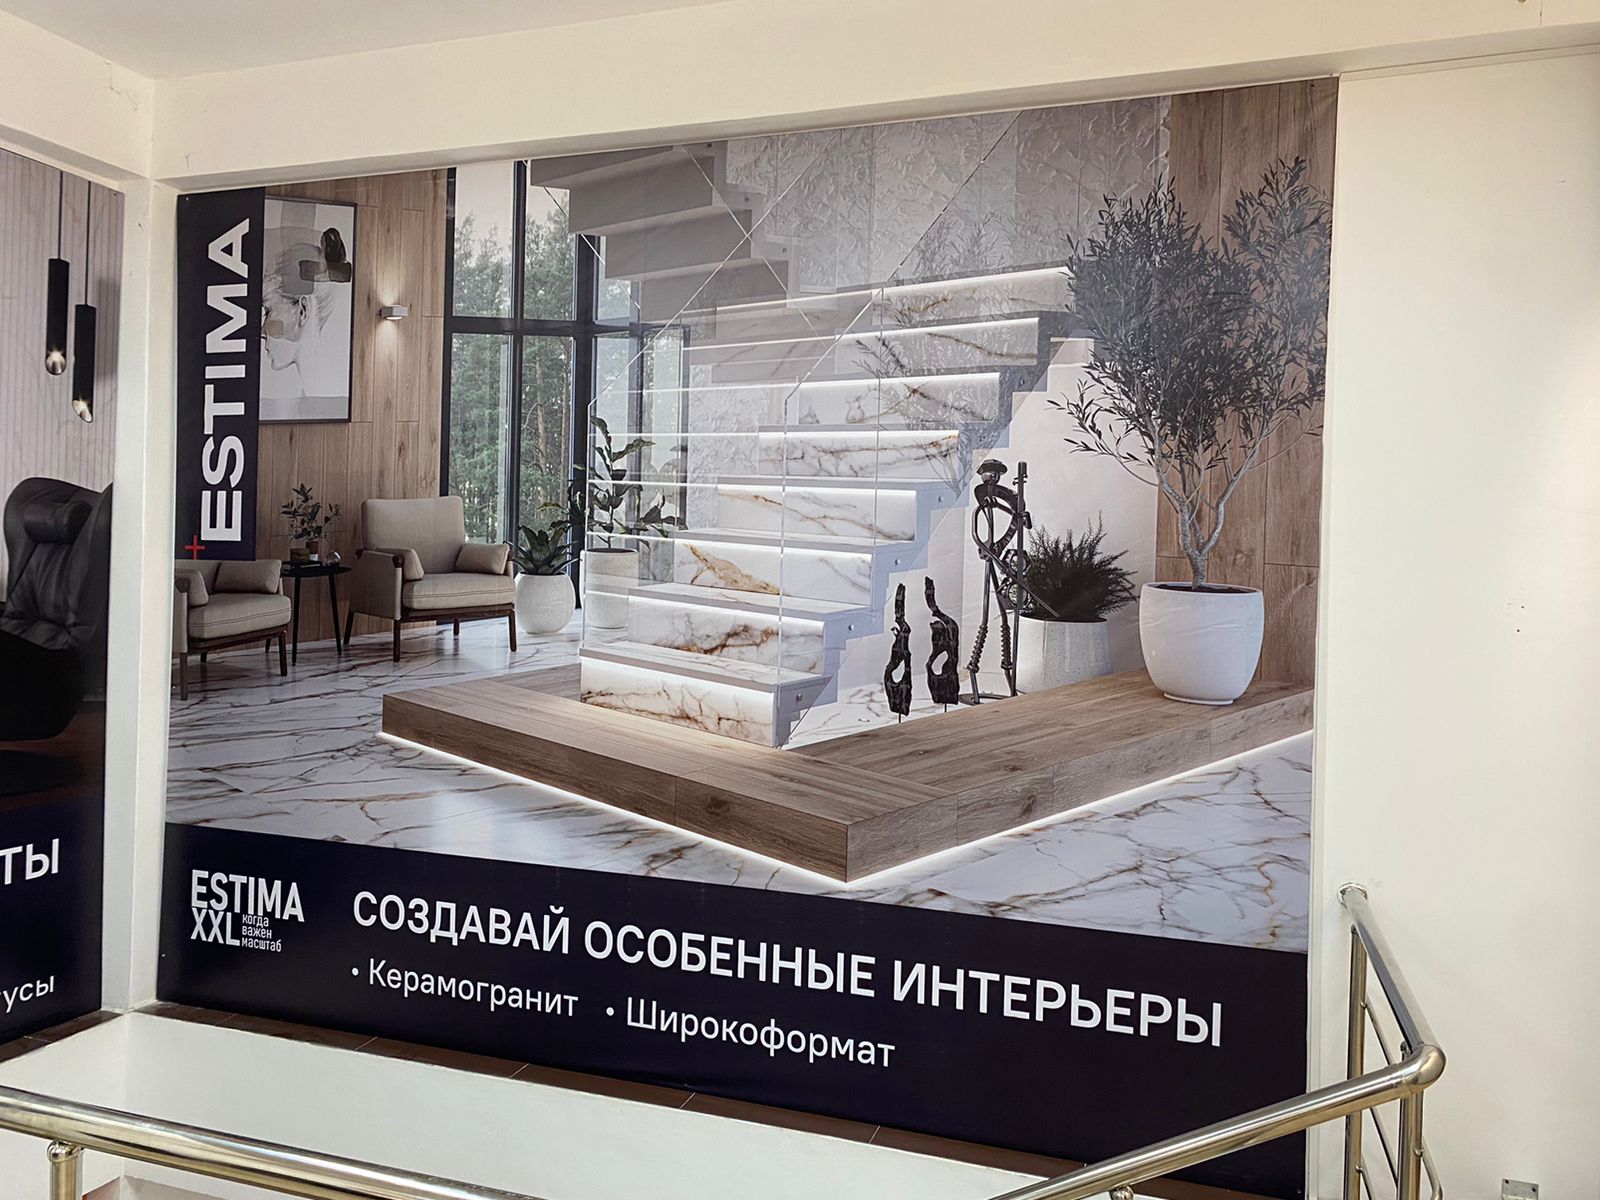 +ESTIMA
ESTIMA
XXL
когда
важен
масштаб
СОЗДАВАЙ ОСОБЕННЫЕ ИНТЕРЬЕРЫ
• Керамогранит • Широкоформат
ТЫ
усы